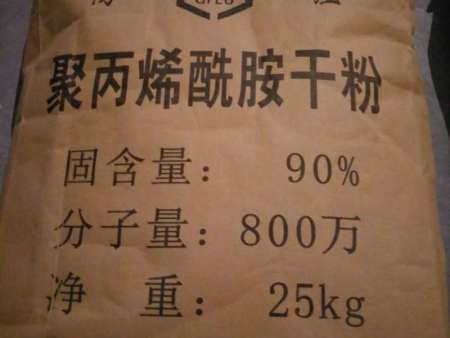 聚丙烯酰胺干粉
固含量： 90%
分子量：800万
净 重： 25kg